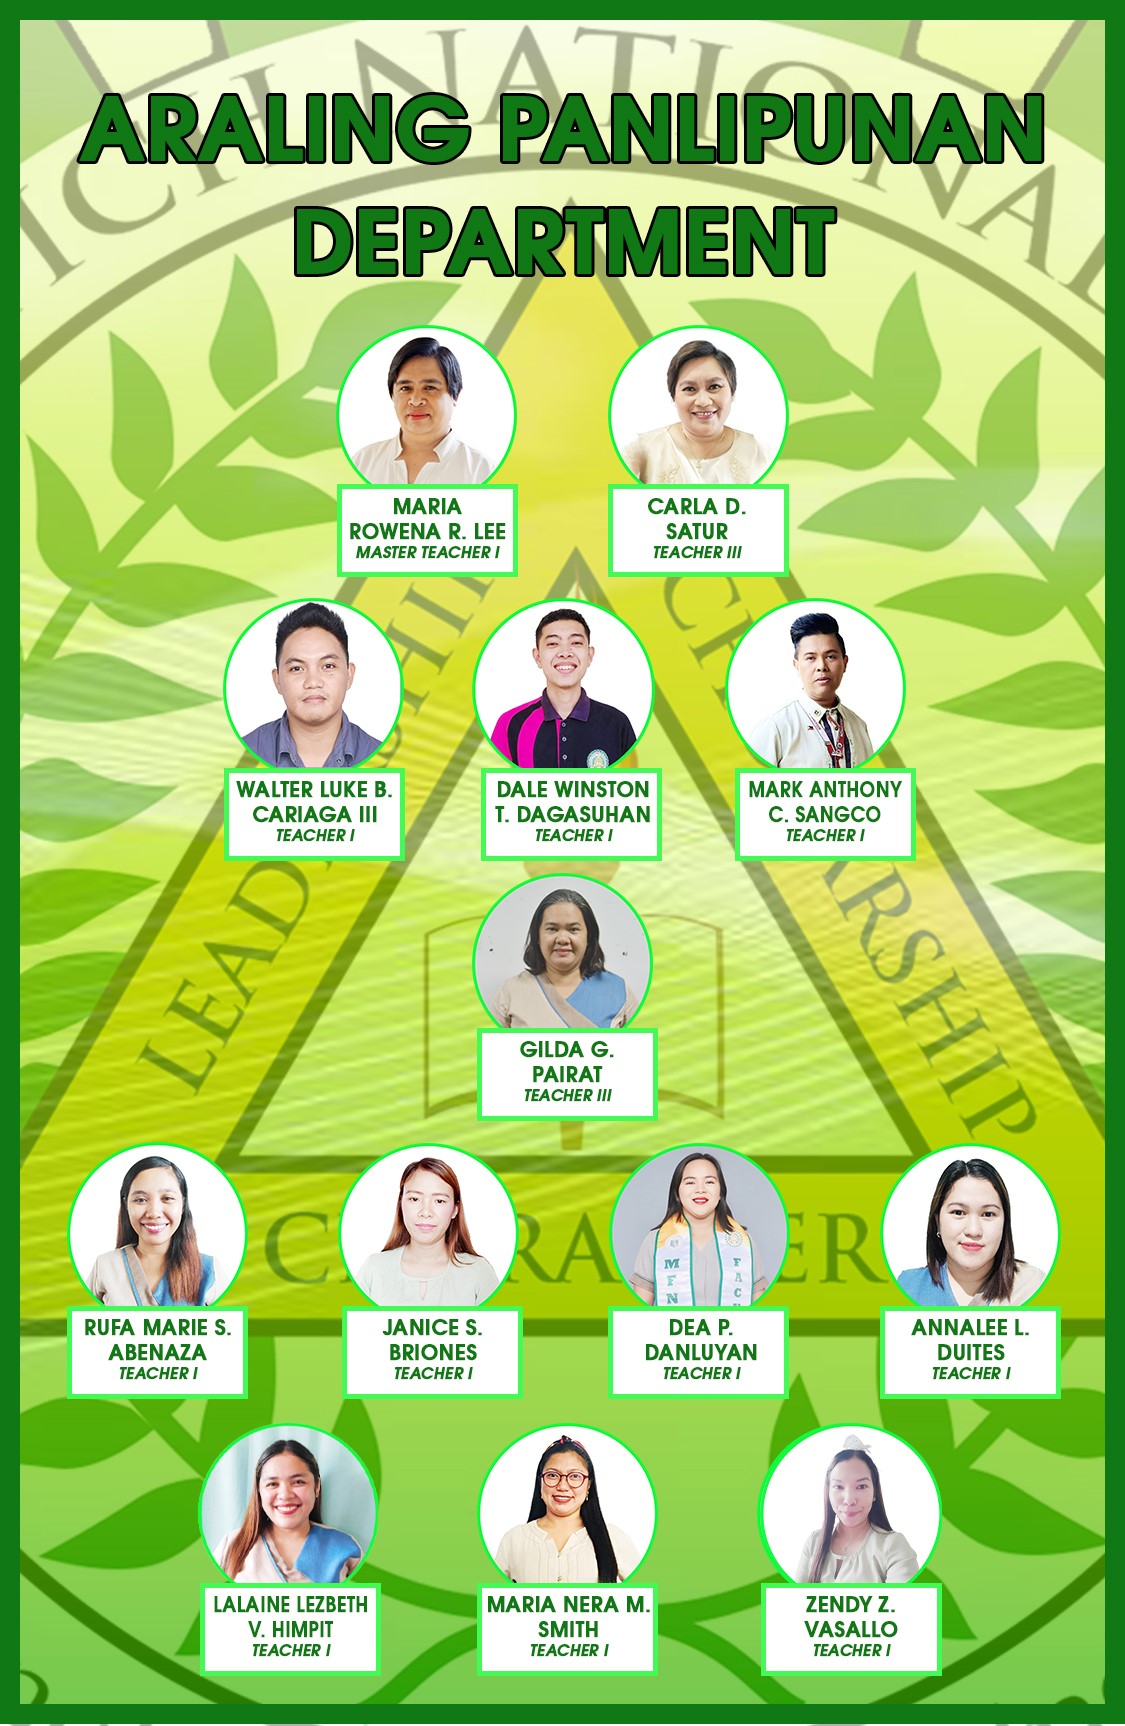 ICHI NATIONAL
ARALING PANLIPUNAN
DEPARTMENT
MARIA
ROWENA R. LEE
MASTER TEACHER I
CARLA D.
SATUR
TEACHER III
WALTER LUKE B.
CARIAGA III
TEACHER I
DALE WINSTON
T. DAGASUHAN
TEACHER I
MARK ANTHONY
C. SANGCO
TEACHER I
GILDA G.
PAIRAT
TEACHER III
RUFA MARIE S.
ABENAZA
TEACHER I
JANICE S.
BRIONES
TEACHER I
DEA P.
DANLUYAN
TEACHER I
ANNALEE L.
DUITES
TEACHER I
LALAINE LEZBETH
V. HIMPIT
TEACHER I
MARIA NERA M.
SMITH
TEACHER I
ZENDY Z.
VASALLO
TEACHER I